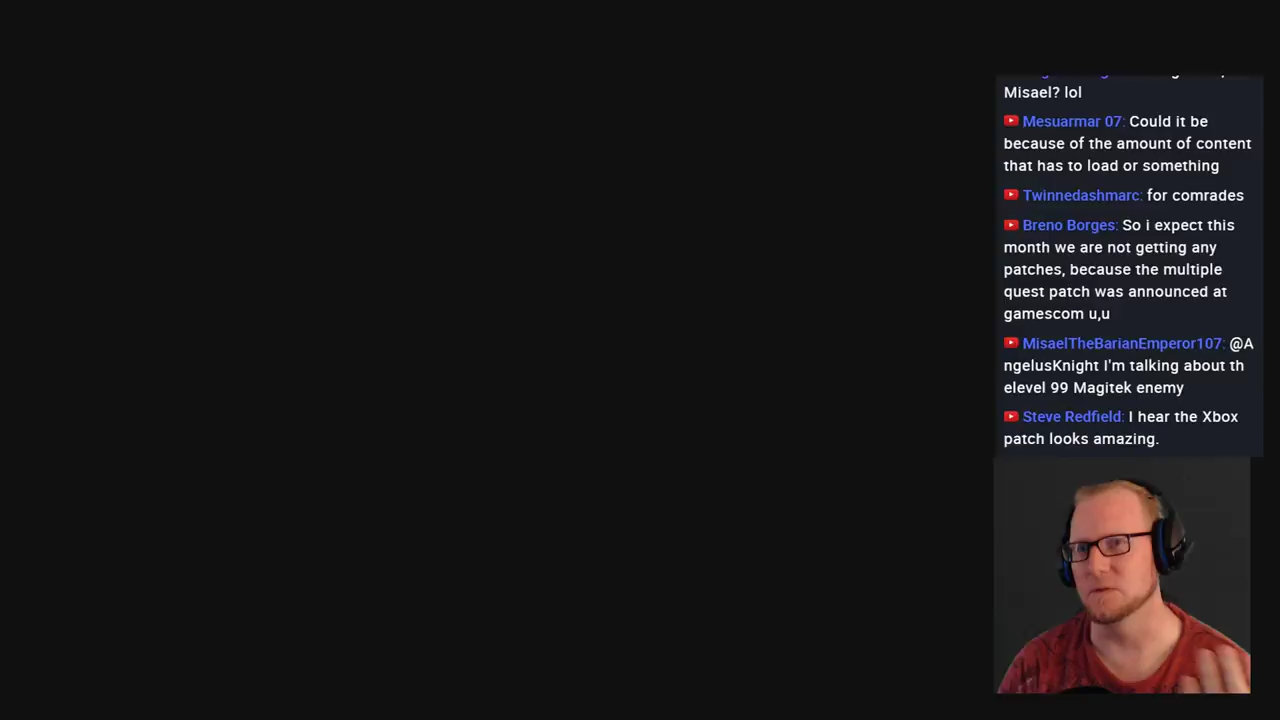 Misael? lol
Mesuarmar 07: Could it be
because of the amount of content
that has to load or something
Twinnedashmarc: for comrades
Breno Borges: So i expect this
month we are not getting any
patches, because the multiple
quest patch was announced at
gamescom u,u
MisaelTheBarianEmperor107: @A
ngelusKnight I'm talking about th
elevel 99 Magitek enemy
Steve Redfield: I hear the Xbox
patch looks amazing.